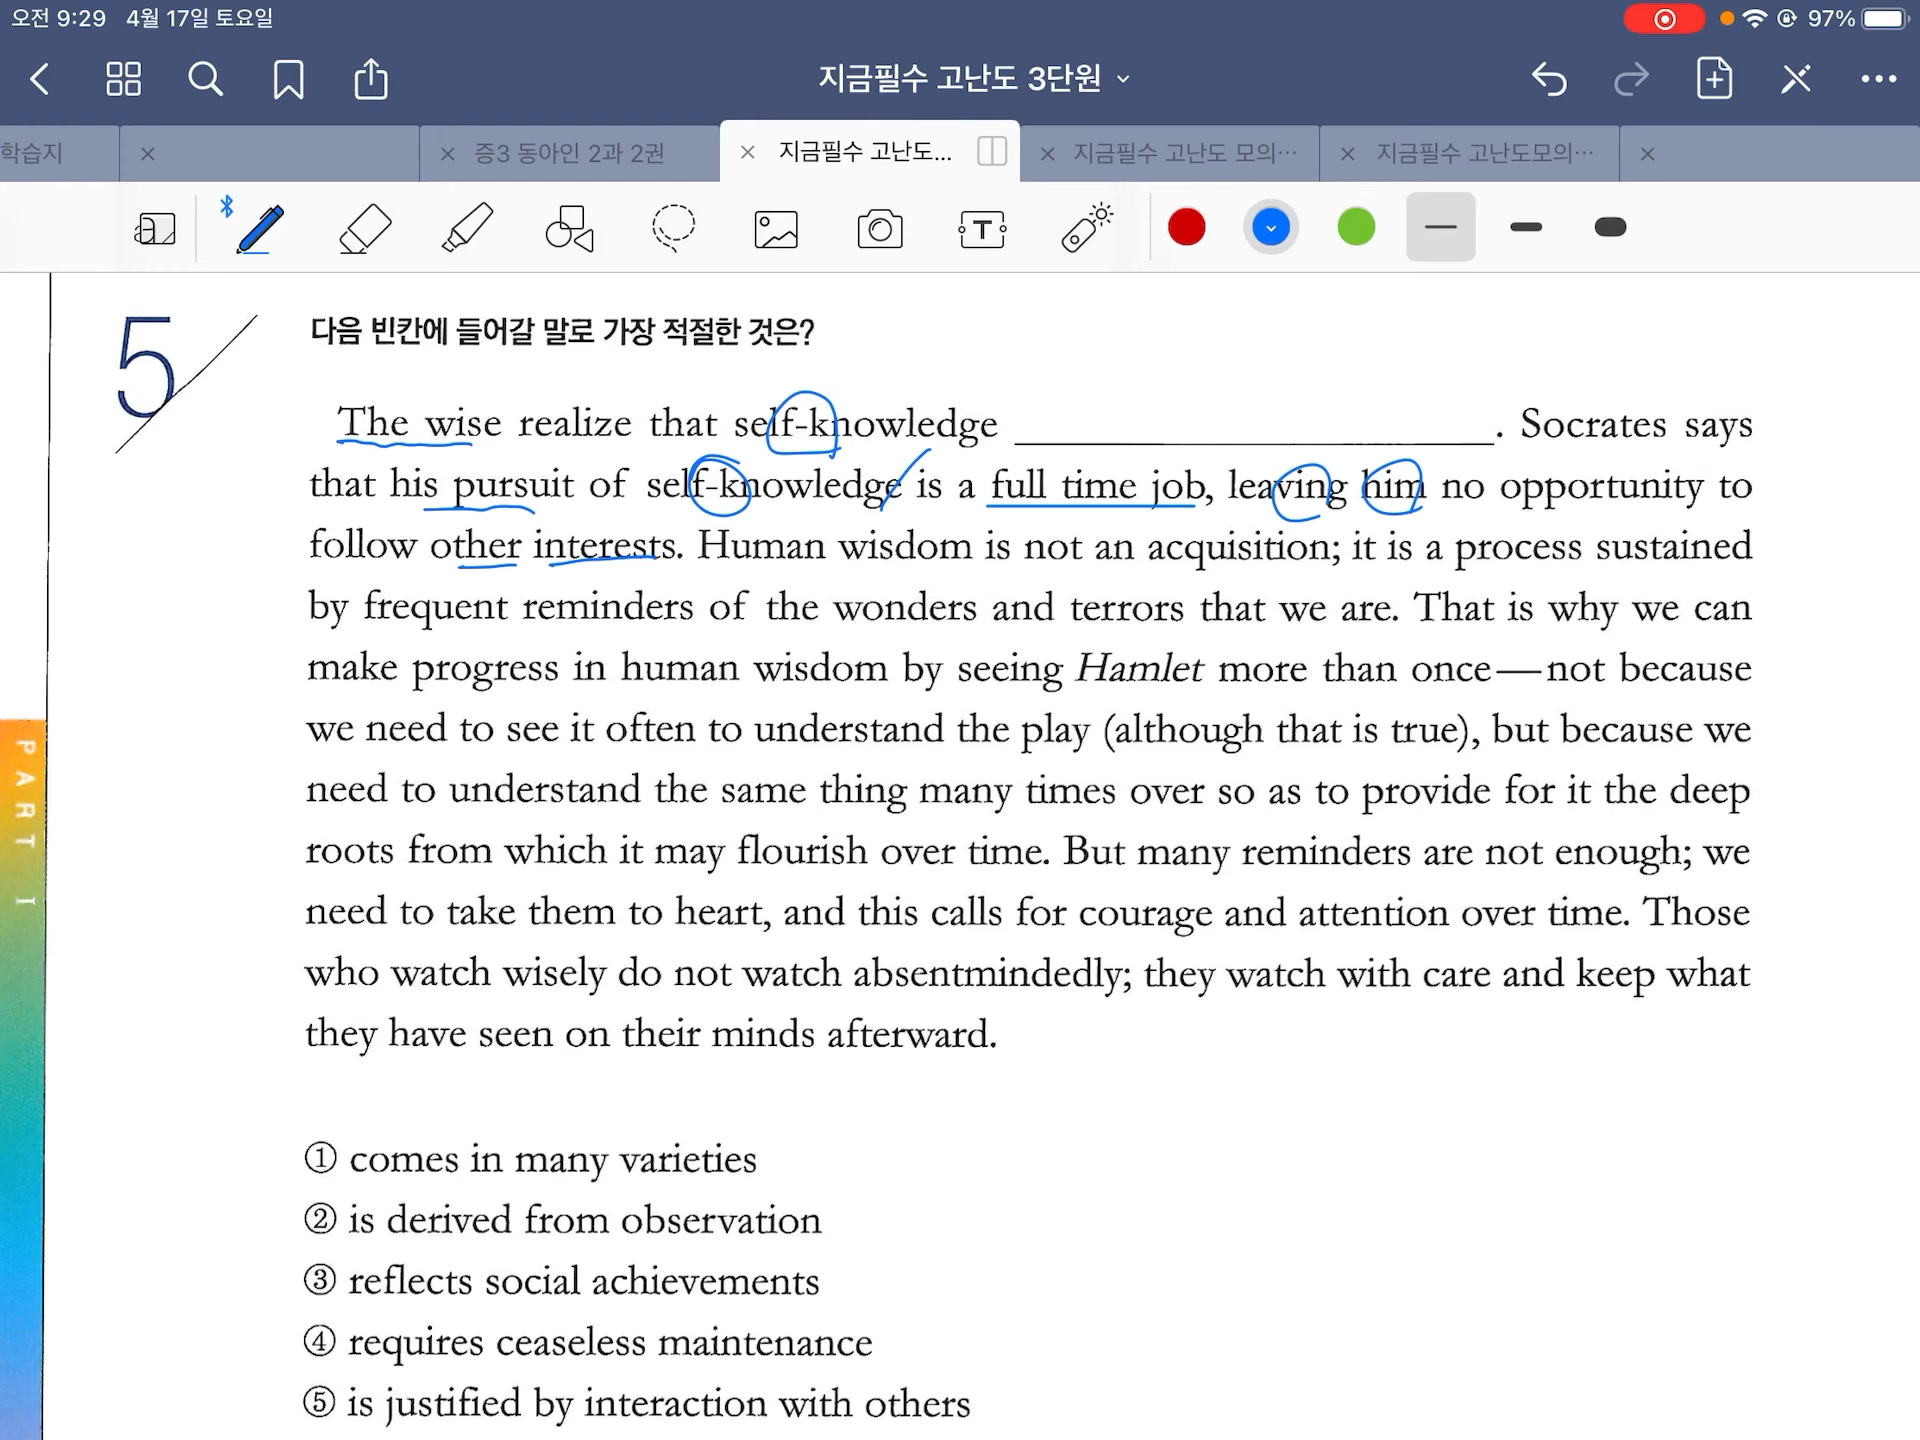 오전 9:29 4월 17일 토요일 97%
지금필수 고난도 3단원
학습지 증3 동아인 2과 2권 지금필수 고난도... 지금필수 고난도 모의... 지금필수 고난도모의...
5 다음 빈칸에 들어갈 말로 가장 적절한 것은?
The wise realize that self-knowledge ____________________. Socrates says
that his pursuit of self-knowledge is a full time job, leaving him no opportunity to
follow other interests. Human wisdom is not an acquisition; it is a process sustained
by frequent reminders of the wonders and terrors that we are. That is why we can
make progress in human wisdom by seeing Hamlet more than once—not because
we need to see it often to understand the play (although that is true), but because we
need to understand the same thing many times over so as to provide for it the deep
roots from which it may flourish over time. But many reminders are not enough; we
need to take them to heart, and this calls for courage and attention over time. Those
who watch wisely do not watch absentmindedly; they watch with care and keep what
they have seen on their minds afterward.
PART I
① comes in many varieties
② is derived from observation
③ reflects social achievements
④ requires ceaseless maintenance
⑤ is justified by interaction with others